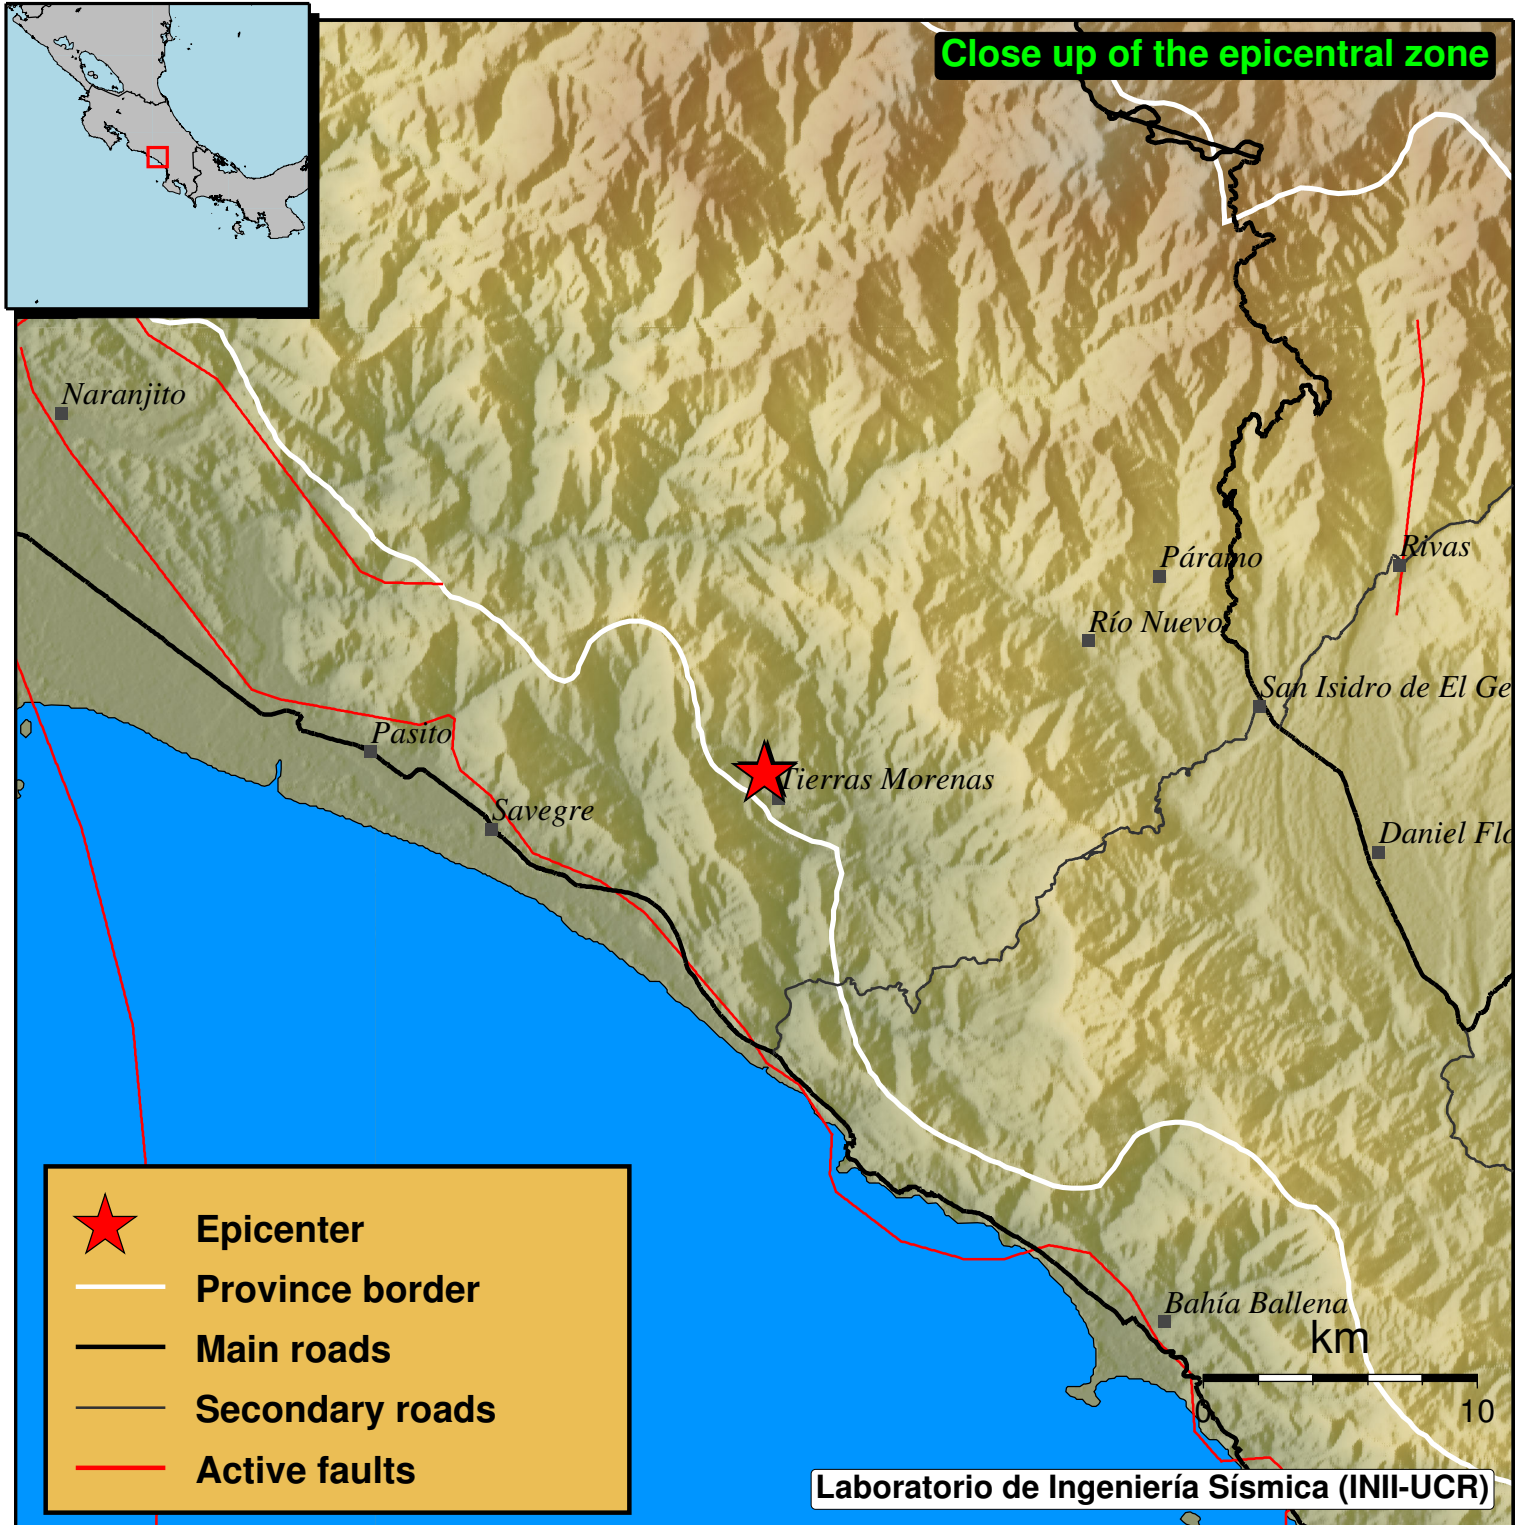 Close up of the epicentral zone
Naranjito
Páramo
Rivas
Río Nuevo
San Isidro de El Ge
Pasito
Tierras Morenas
Savegre
Daniel Flo
Bahía Ballena
km
0
10
Epicenter
Province border
Main roads
Secondary roads
Active faults
Laboratorio de Ingeniería Sísmica (INII-UCR)